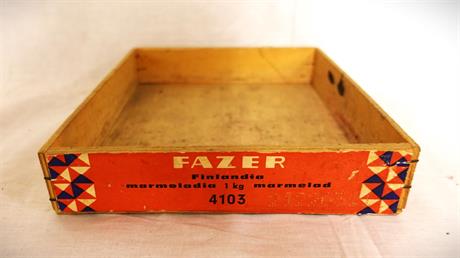 FAZER
Finlandia
marmeladia 1 kg marmelad
4103